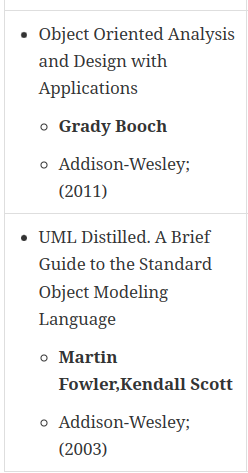 Object Oriented Analysis
and Design with
Applications
Grady Booch
Addison-Wesley;
(2011)
UML Distilled. A Brief
Guide to the Standard
Object Modeling
Language
Martin
Fowler,Kendall Scott
Addison-Wesley;
(2003)